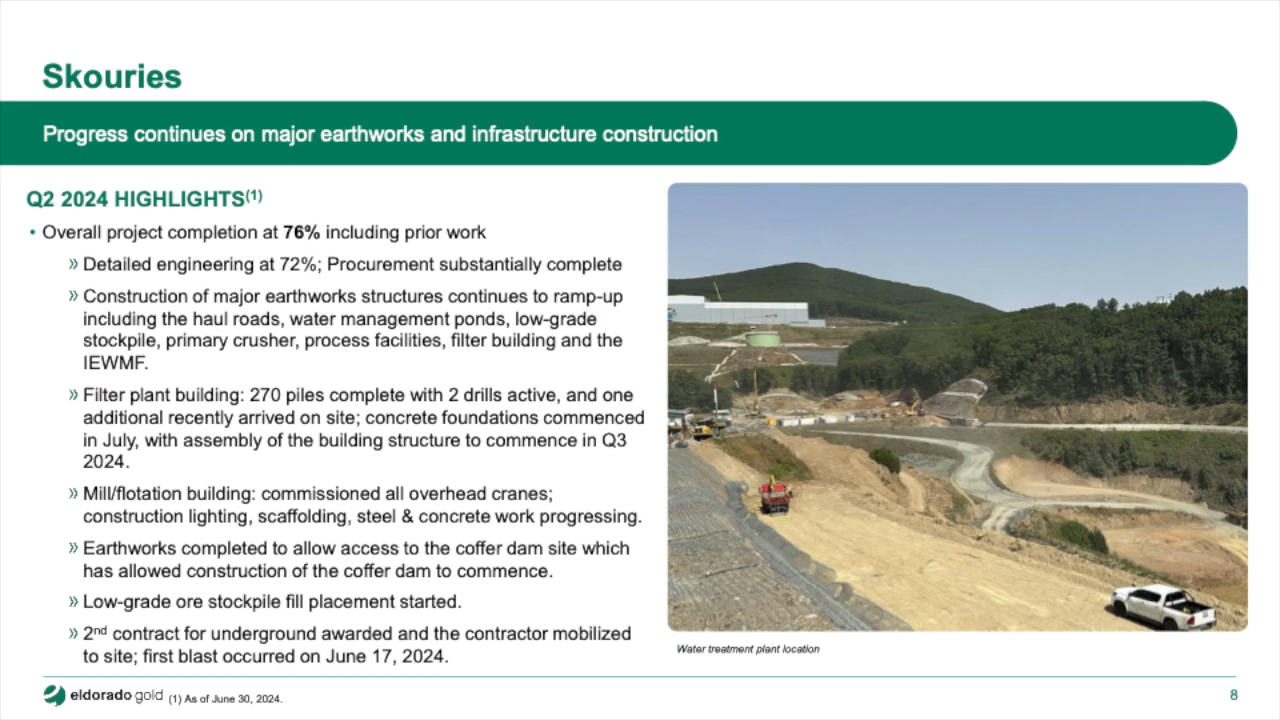 Skouries
Progress continues on major earthworks and infrastructure construction
Q2 2024 HIGHLIGHTS(1)
• Overall project completion at 76% including prior work
» Detailed engineering at 72%; Procurement substantially complete
» Construction of major earthworks structures continues to ramp-up
including the haul roads, water management ponds, low-grade
stockpile, primary crusher, process facilities, filter building and the
IEWMF.
» Filter plant building: 270 piles complete with 2 drills active, and one
additional recently arrived on site; concrete foundations commenced
in July, with assembly of the building structure to commence in Q3
2024.
» Mill/flotation building: commissioned all overhead cranes;
construction lighting, scaffolding, steel & concrete work progressing.
» Earthworks completed to allow access to the coffer dam site which
has allowed construction of the coffer dam to commence.
» Low-grade ore stockpile fill placement started.
» 2nd contract for underground awarded and the contractor mobilized
to site; first blast occurred on June 17, 2024.
Water treatment plant location
eldorado gold (1) As of June 30, 2024.
8